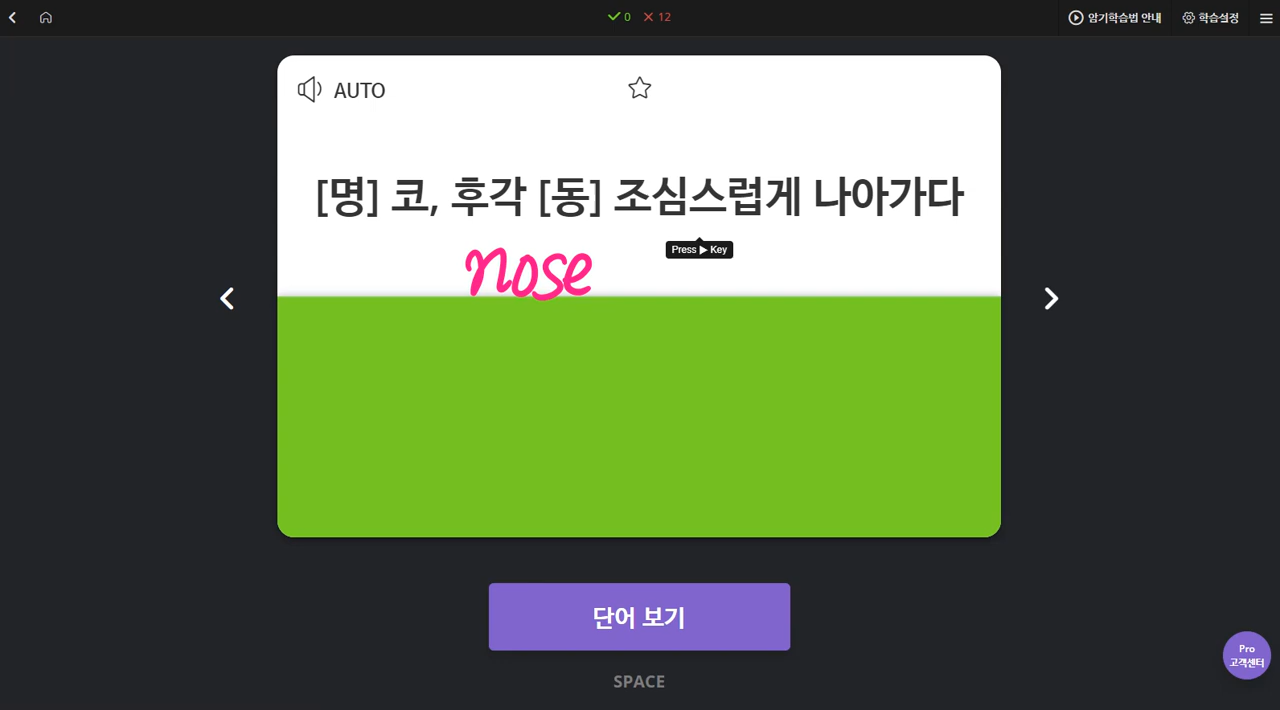 0 12 암기학습법 안내 학습설정
AUTO
[명] 코, 후각 [동] 조심스럽게 나아가다
Press ▶ Key
nose
단어 보기
SPACE
Pro
고객센터